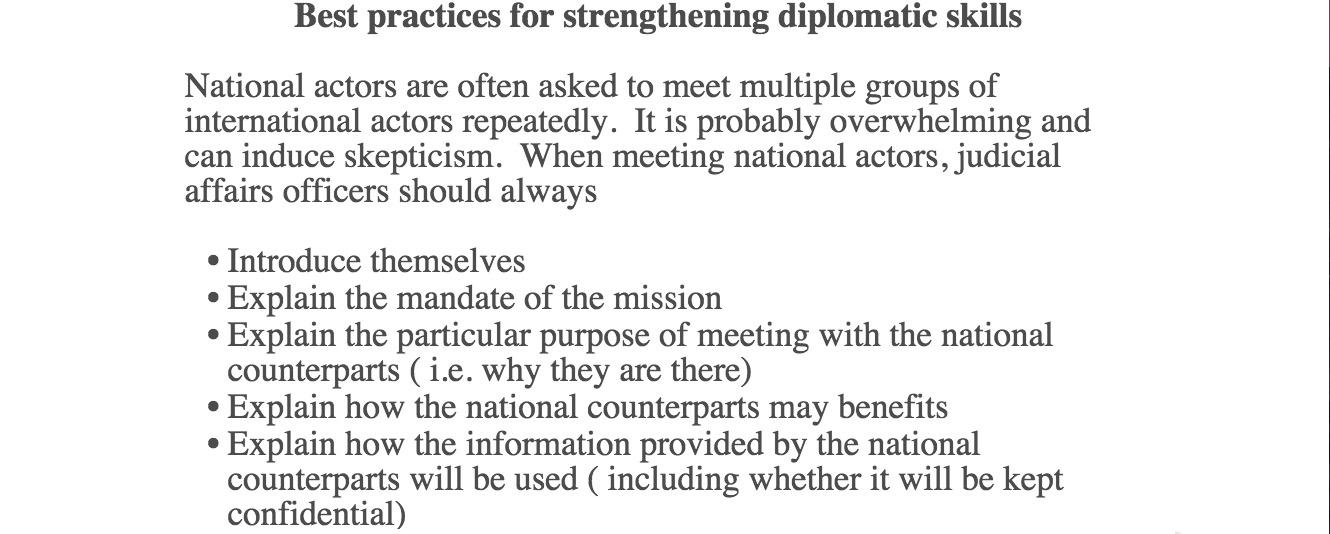 Best practices for strengthening diplomatic skills
National actors are often asked to meet multiple groups of
international actors repeatedly.  It is probably overwhelming and
can induce skepticism.  When meeting national actors, judicial
affairs officers should always
• Introduce themselves
• Explain the mandate of the mission
• Explain the particular purpose of meeting with the national
counterparts ( i.e. why they are there)
• Explain how the national counterparts may benefits
• Explain how the information provided by the national
counterparts will be used ( including whether it will be kept
confidential)